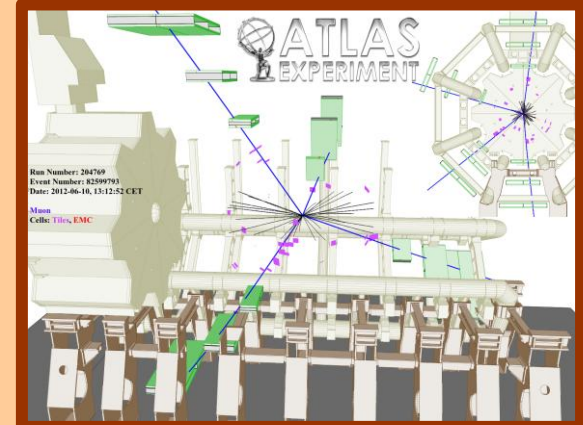 ATLAS
EXPERIMENT
Run Number: 204769
Event Number: 82599793
Date: 2012-06-10, 13:12:52 CET
Muon
Cells: Tiles, EMC